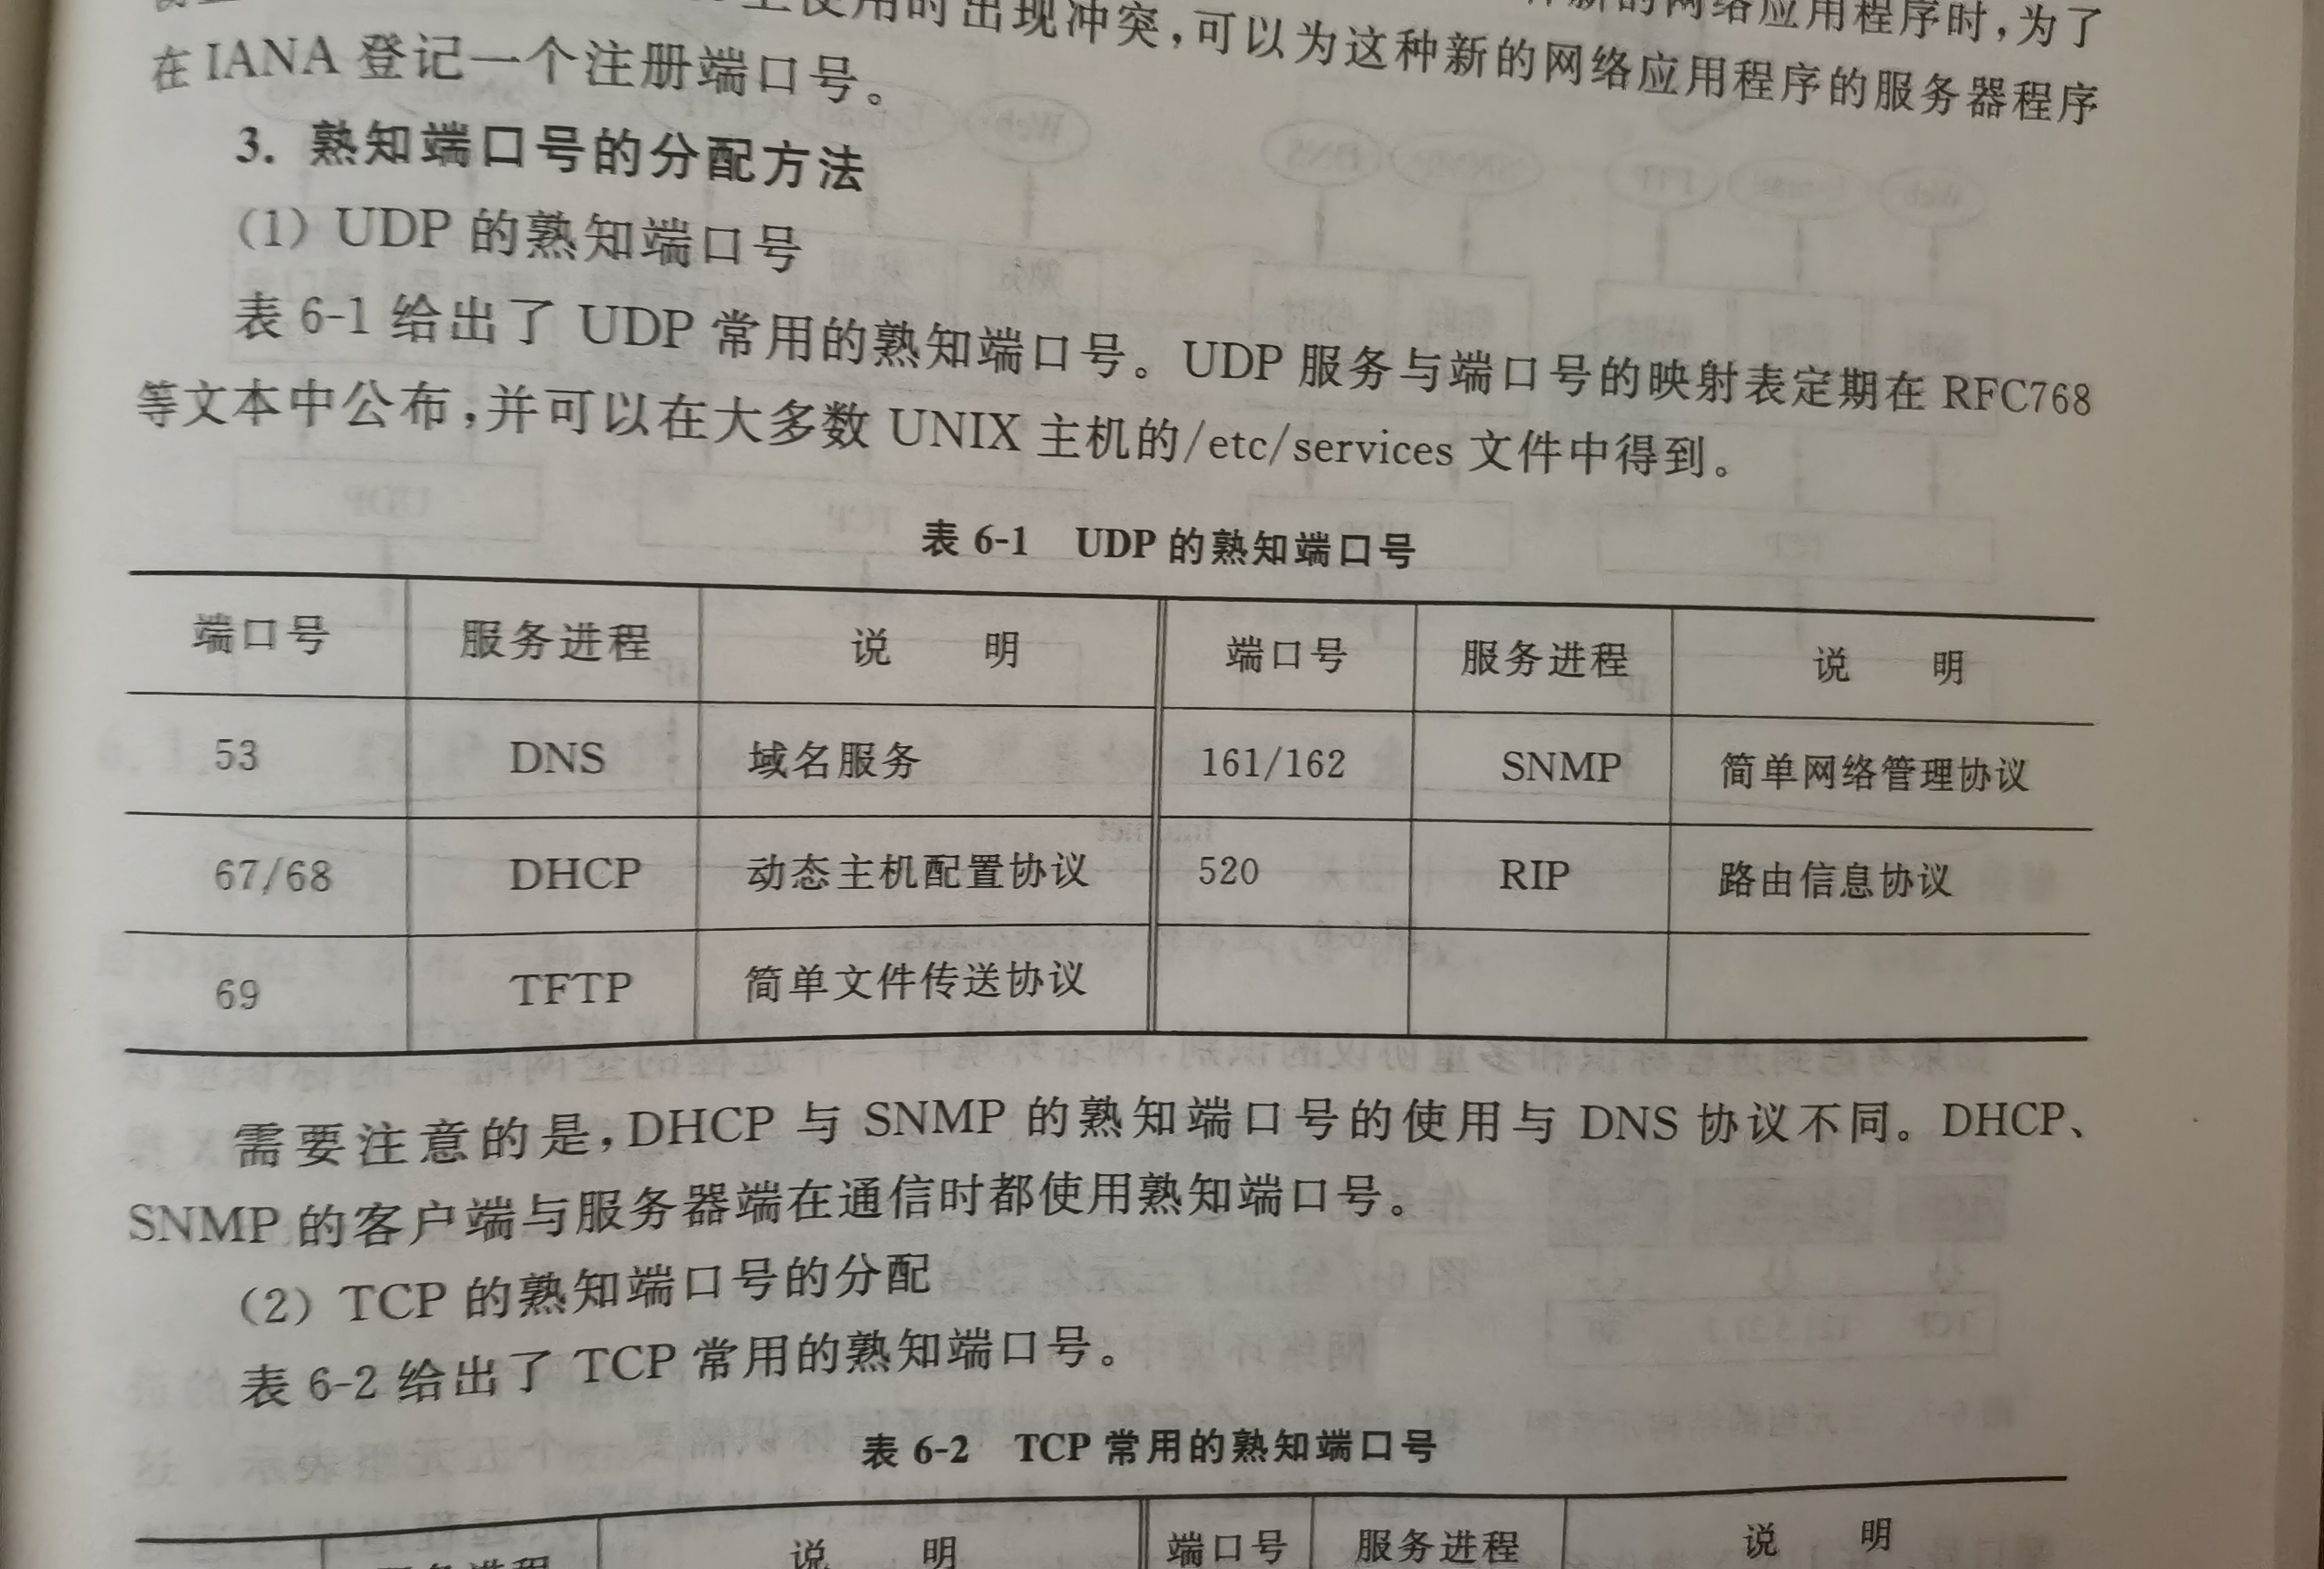 使用时出现冲突,可以为这种新的网络应用程序的服务器程序
新的网络应用程序时,为了
在 IANA 登记一个注册端口号。
3. 熟知端口号的分配方法
(1) UDP 的熟知端口号
表 6-1 给出了 UDP 常用的熟知端口号。UDP 服务与端口号的映射表定期在 RFC768
等文本中公布,并可以在大多数 UNIX 主机的/etc/services 文件中得到。
表 6-1 UDP 的熟知端口号
端口号 服务进程 说 明 端口号 服务进程 说 明
53 DNS 域名服务 161/162 SNMP 简单网络管理协议
67/68 DHCP 动态主机配置协议 520 RIP 路由信息协议
69 TFTP 简单文件传送协议
需要注意的是,DHCP 与 SNMP 的熟知端口号的使用与 DNS 协议不同。DHCP、
SNMP 的客户端与服务器端在通信时都使用熟知端口号。
(2) TCP 的熟知端口号的分配
表 6-2 给出了 TCP 常用的熟知端口号。
表 6-2 TCP 常用的熟知端口号
服务进程 说 明 端口号 服务进程 说 明